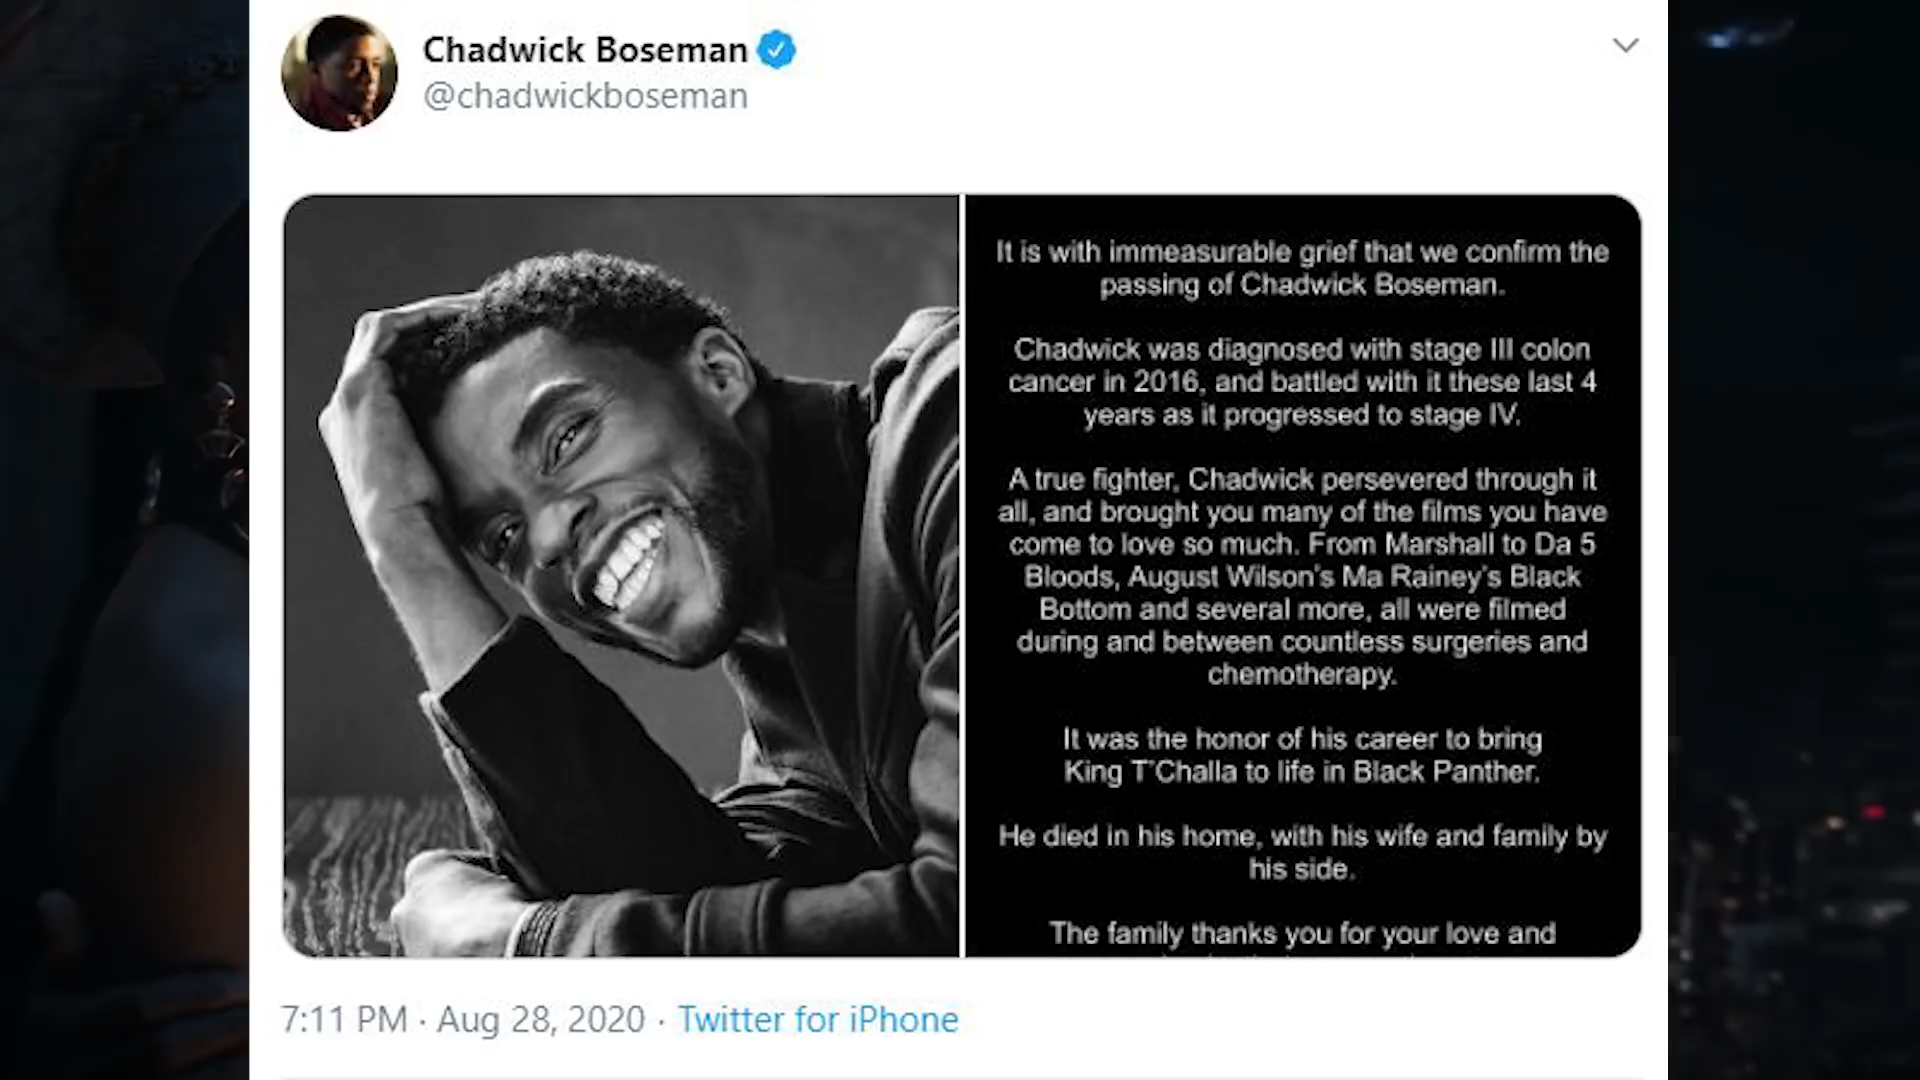 Chadwick Boseman
@chadwickboseman
It is with immeasurable grief that we confirm the
passing of Chadwick Boseman.
Chadwick was diagnosed with stage III colon
cancer in 2016, and battled with it these last 4
years as it progressed to stage IV.
A true fighter, Chadwick persevered through it
all, and brought you many of the films you have
come to love so much. From Marshall to Da 5
Bloods, August Wilson's Ma Rainey's Black
Bottom and several more, all were filmed
during and between countless surgeries and
chemotherapy.
It was the honor of his career to bring
King T'Challa to life in Black Panther.
He died in his home, with his wife and family by
his side.
The family thanks you for your love and
7:11 PM · Aug 28, 2020 · Twitter for iPhone